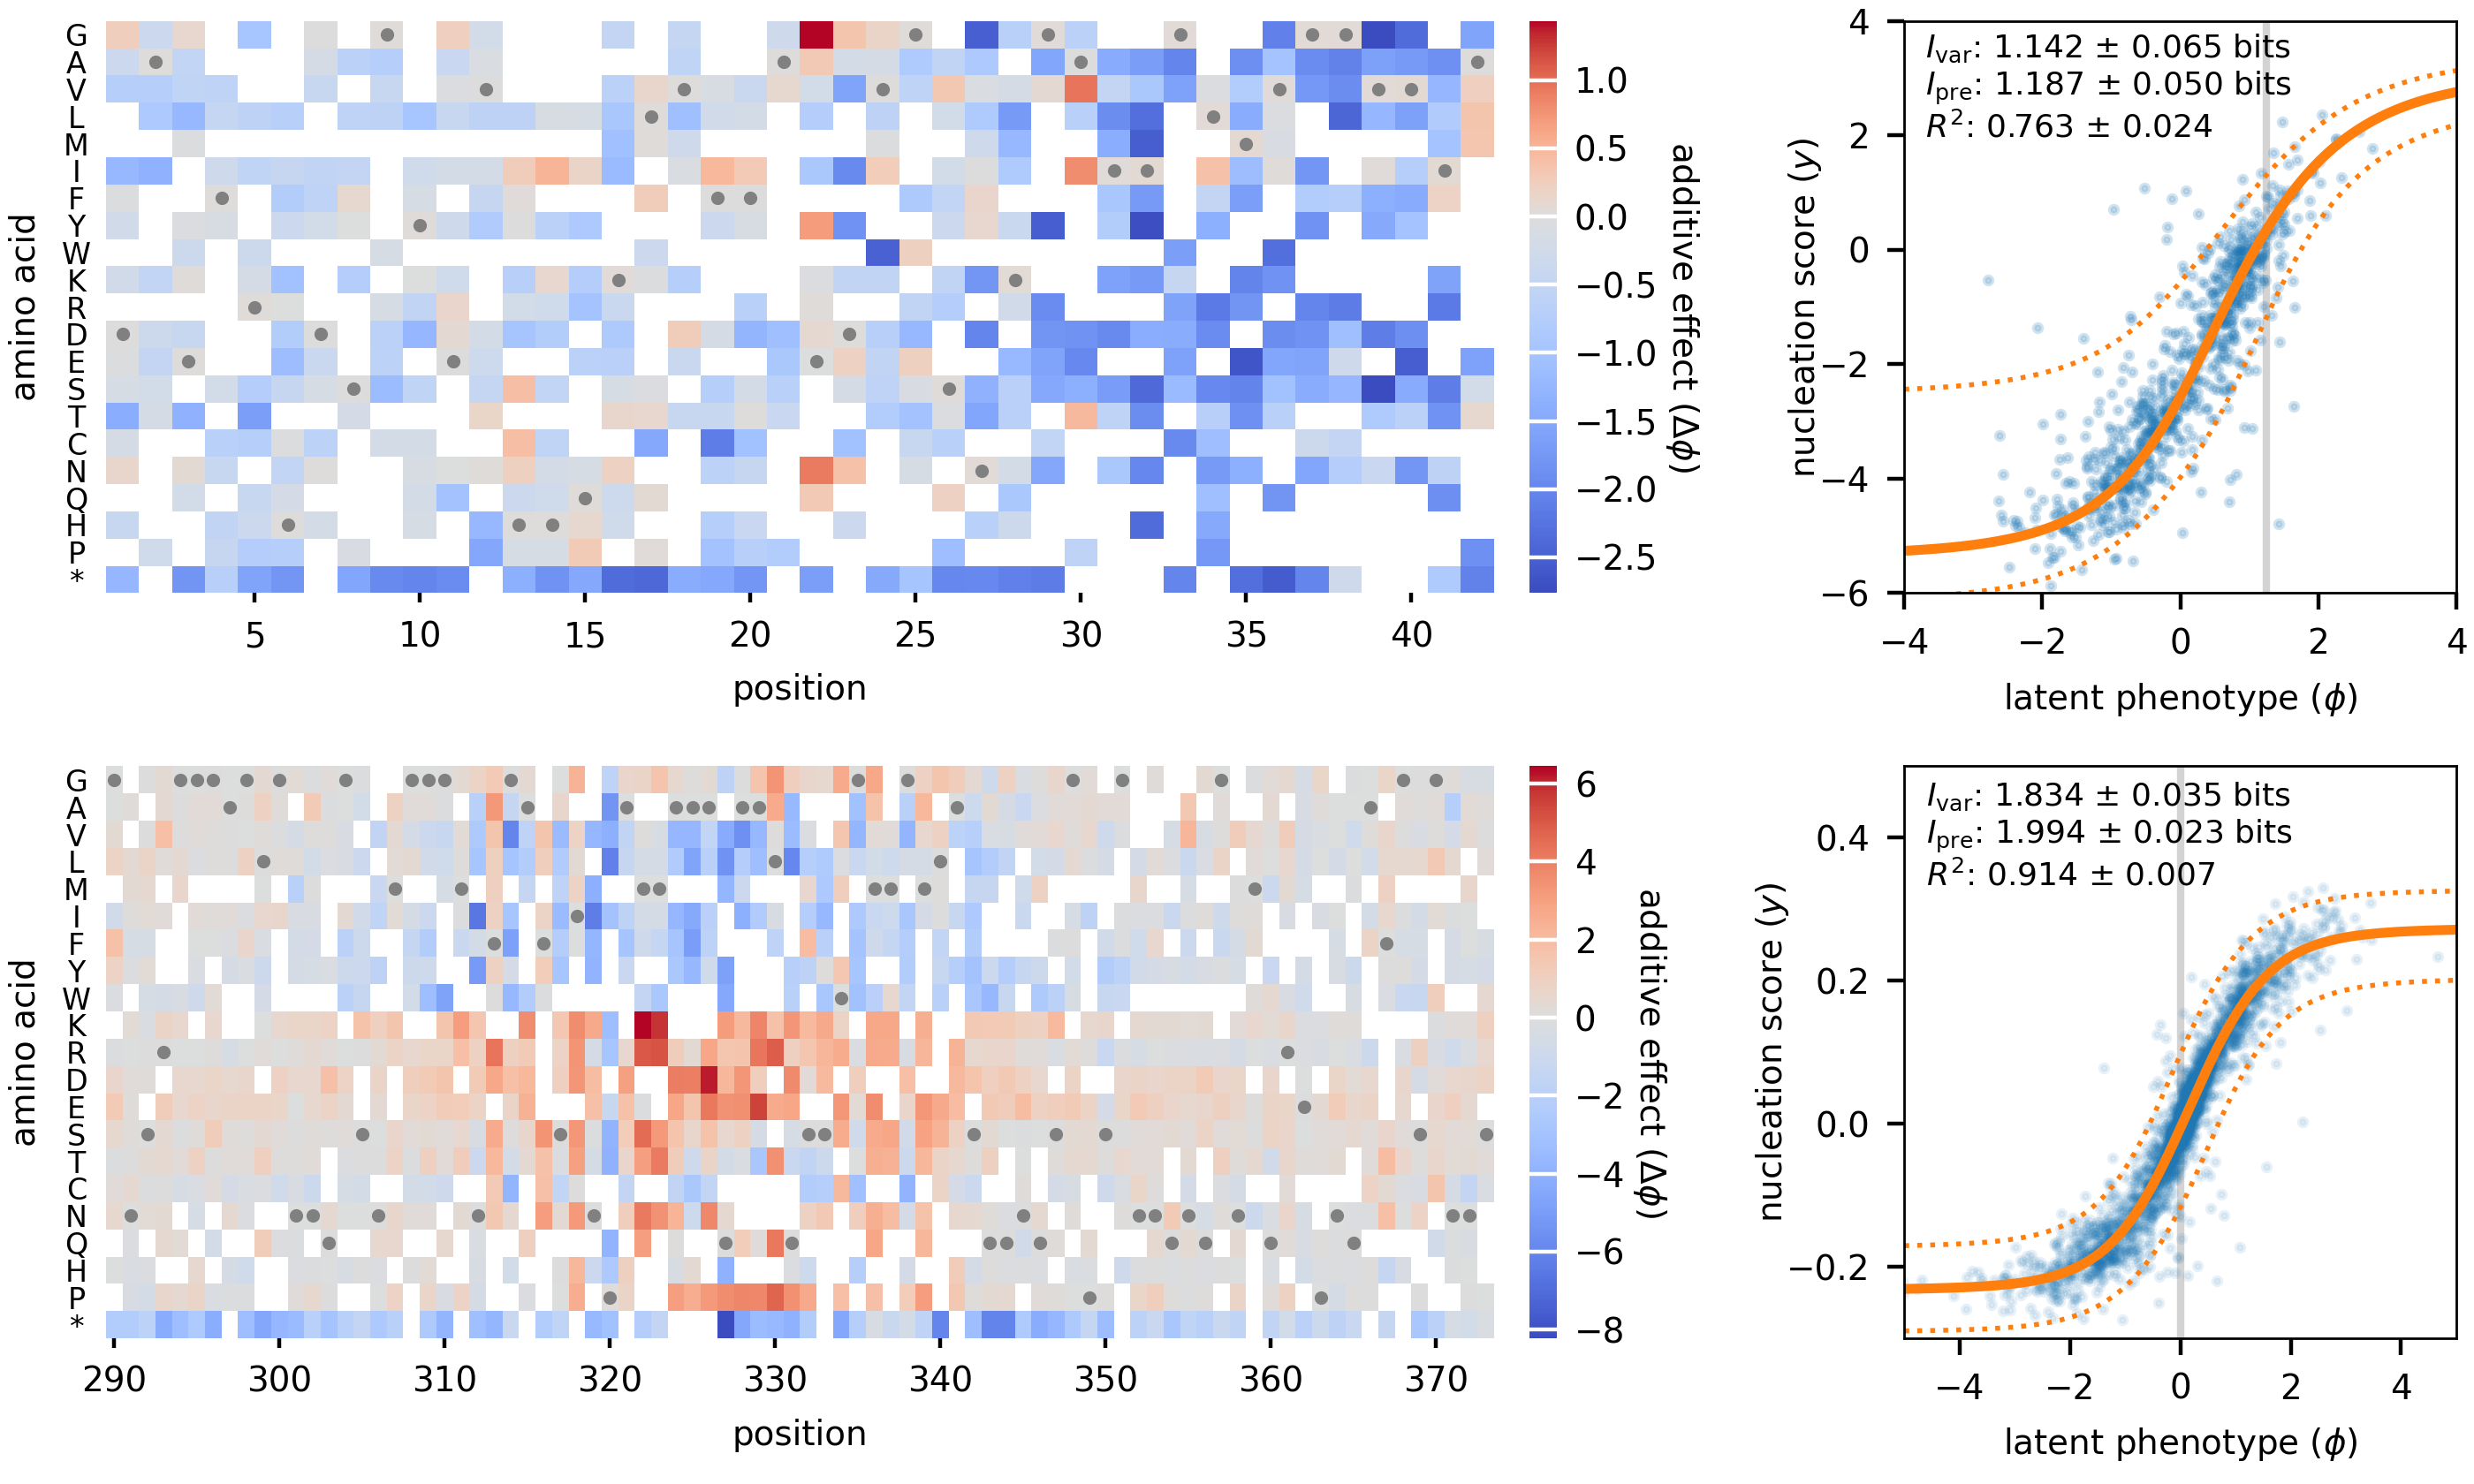 G
A
V
L
M
I
F
Y
W
K
R
D
E
S
T
C
N
Q
H
P
*
amino acid
5 10 15 20 25 30 35 40
position
1.0
0.5
0.0
−0.5
−1.0
−1.5
−2.0
−2.5
additive effect (Δϕ)
I_var: 1.142 ± 0.065 bits
I_pre: 1.187 ± 0.050 bits
R²: 0.763 ± 0.024
4
2
0
−2
−4
−6
nucleation score (y)
−4 −2 0 2 4
latent phenotype (ϕ)
G
A
V
L
M
I
F
Y
W
K
R
D
E
S
T
C
N
Q
H
P
*
amino acid
290 300 310 320 330 340 350 360 370
position
6
4
2
0
−2
−4
−6
−8
additive effect (Δϕ)
I_var: 1.834 ± 0.035 bits
I_pre: 1.994 ± 0.023 bits
R²: 0.914 ± 0.007
0.4
0.2
0.0
−0.2
nucleation score (y)
−4 −2 0 2 4
latent phenotype (ϕ)